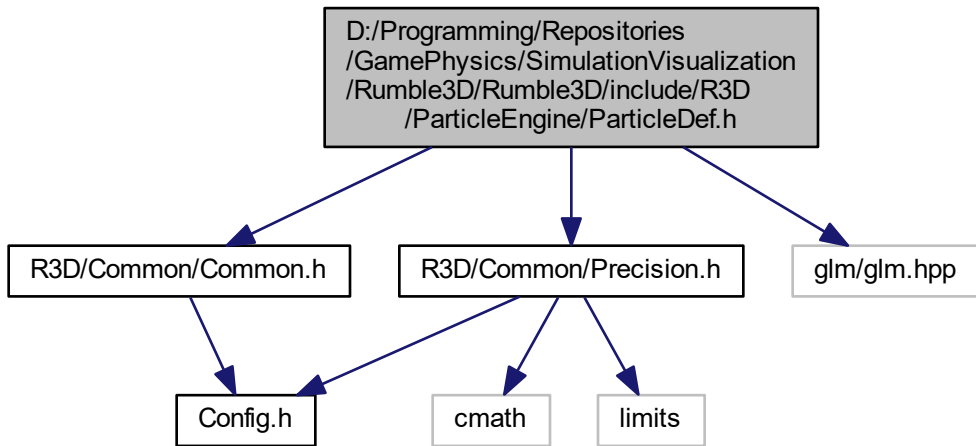 D:/Programming/Repositories
/GamePhysics/SimulationVisualization
/Rumble3D/Rumble3D/include/R3D
/ParticleEngine/ParticleDef.h
R3D/Common/Common.h
R3D/Common/Precision.h
glm/glm.hpp
Config.h
cmath
limits